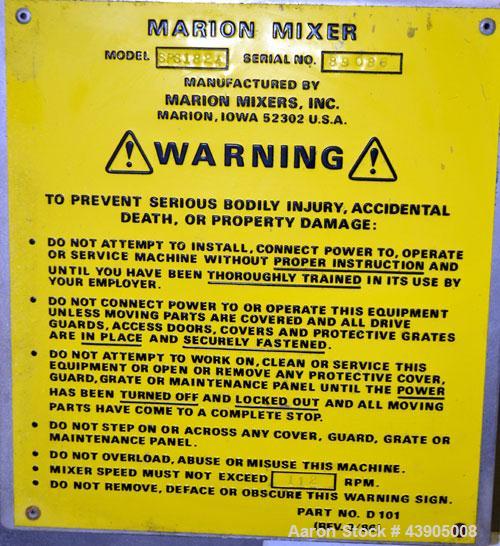 MARION MIXER
MODEL SPS1824 SERIAL NO. 89086
MANUFACTURED BY
MARION MIXERS, INC.
MARION, IOWA 52302 U.S.A.
WARNING
TO PREVENT SERIOUS BODILY INJURY, ACCIDENTAL
DEATH, OR PROPERTY DAMAGE:
• DO NOT ATTEMPT TO INSTALL, CONNECT POWER TO, OPERATE
OR SERVICE MACHINE WITHOUT PROPER INSTRUCTION AND
UNTIL YOU HAVE BEEN THOROUGHLY TRAINED IN ITS USE BY
YOUR EMPLOYER.
• DO NOT CONNECT POWER TO OR OPERATE THIS EQUIPMENT
UNLESS MOVING PARTS ARE COVERED AND ALL DRIVE
GUARDS, ACCESS DOORS, COVERS AND PROTECTIVE GRATES
ARE IN PLACE AND SECURELY FASTENED.
• DO NOT ATTEMPT TO WORK ON, CLEAN OR SERVICE THIS
EQUIPMENT OR OPEN OR REMOVE ANY PROTECTIVE COVER,
GUARD, GRATE OR MAINTENANCE PANEL UNTIL THE POWER
HAS BEEN TURNED OFF AND LOCKED OUT AND ALL MOVING
PARTS HAVE COME TO A COMPLETE STOP.
• DO NOT STEP ON OR ACROSS ANY COVER, GUARD, GRATE OR
MAINTENANCE PANEL.
• DO NOT OVERLOAD, ABUSE OR MISUSE THIS MACHINE.
• MIXER SPEED MUST NOT EXCEED 112 RPM.
• DO NOT REMOVE, DEFACE OR OBSCURE THIS WARNING SIGN.
PART NO. D101
(REV.
Aaron Stock # 43905008